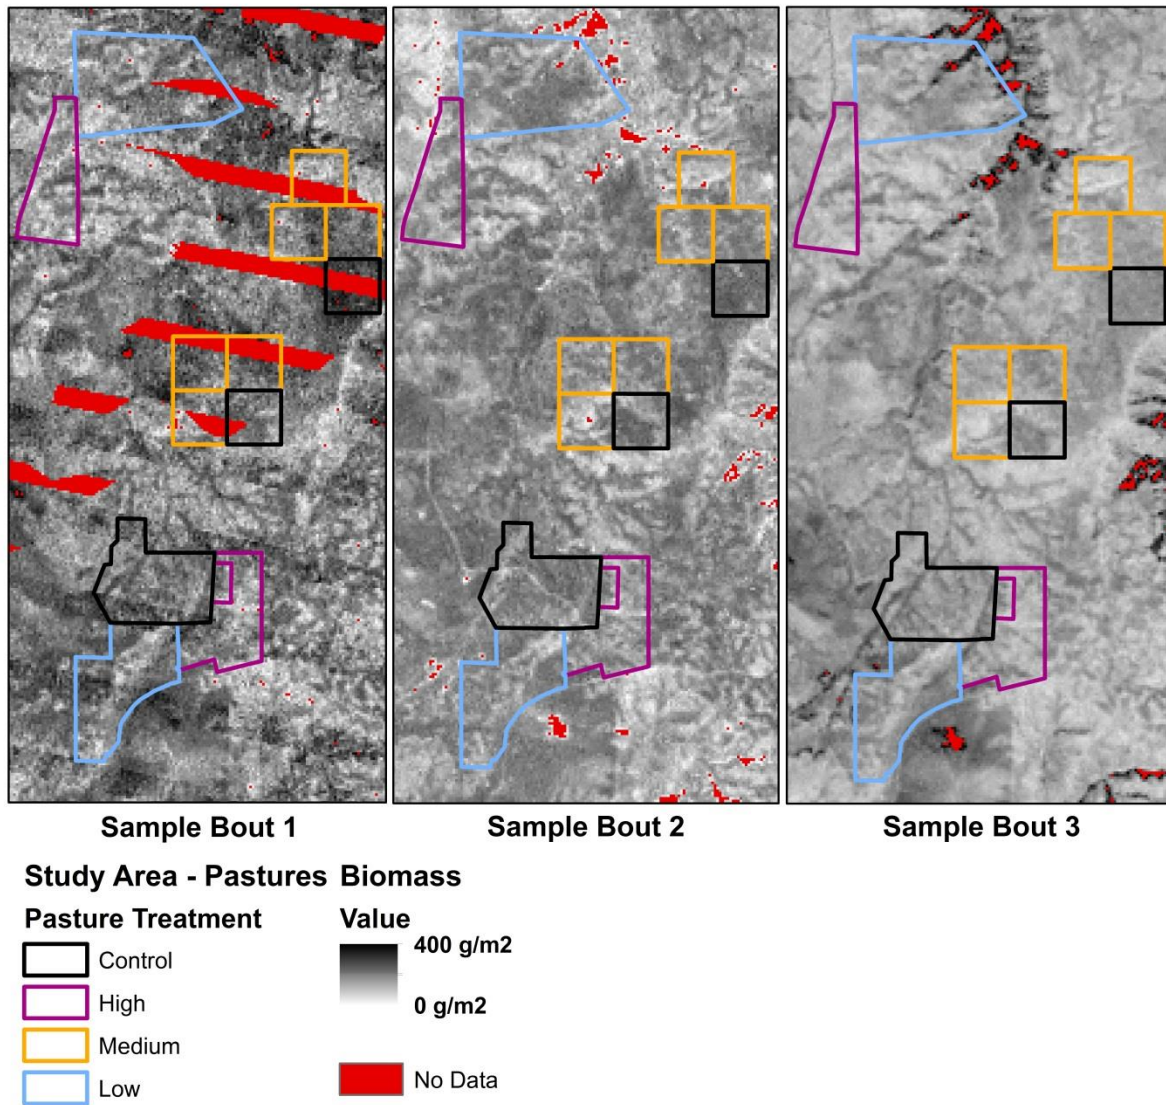 Sample Bout 1
Sample Bout 2
Sample Bout 3
Study Area - Pastures
Pasture Treatment
Control
High
Medium
Low
Biomass
Value
400 g/m2
0 g/m2
No Data